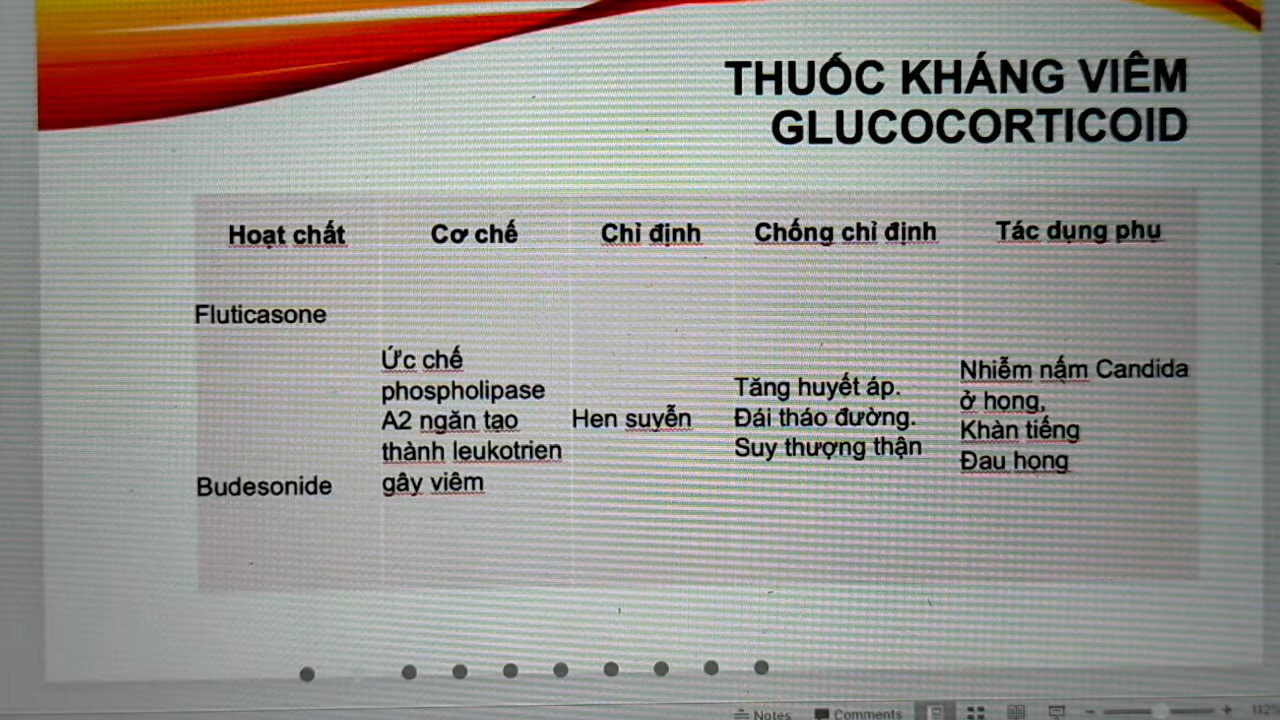 THUỐC KHÁNG VIÊM
GLUCOCORTICOID
Hoạt chất
Cơ chế
Chỉ định
Chống chỉ định
Tác dụng phụ
Fluticasone
Budesonide
Ức chế
phospholipase
A2 ngăn tạo
thành leukotrien
gây viêm
Hen suyễn
Tăng huyết áp.
Đái tháo đường.
Suy thượng thận
Nhiễm nấm Candida
ở họng,
Khàn tiếng
Đau họng
Notes
Comments